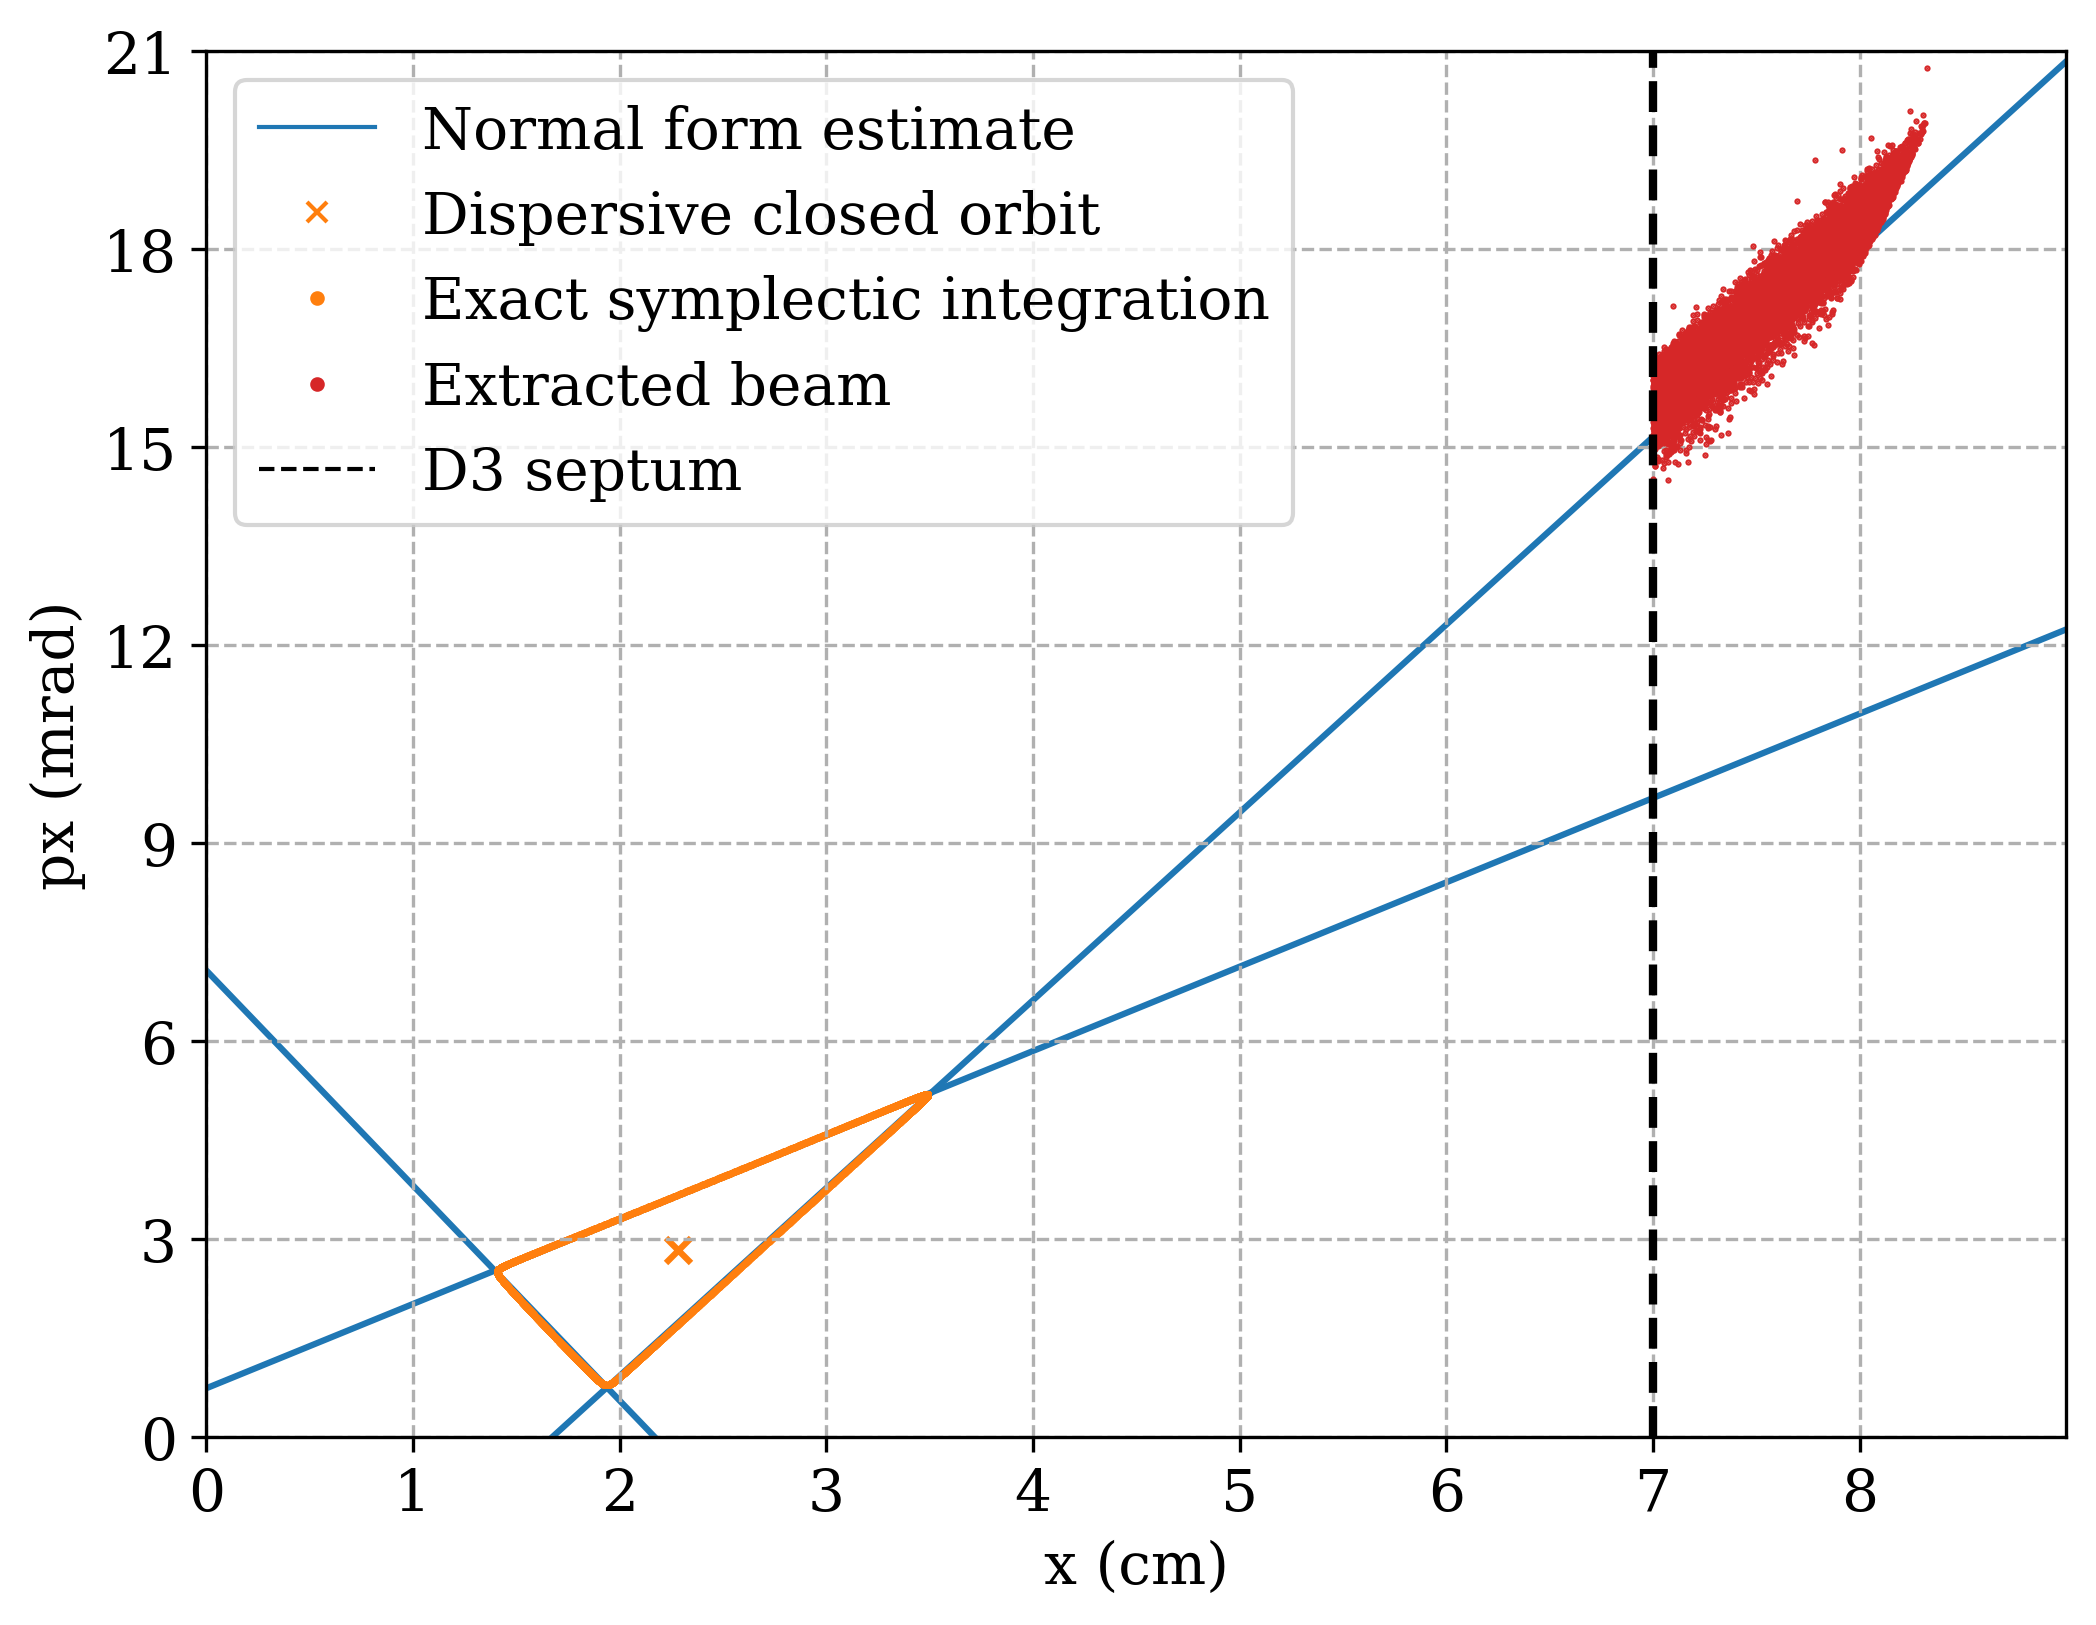 21
18
15
12
9
6
3
0
px (mrad)
Normal form estimate
Dispersive closed orbit
Exact symplectic integration
Extracted beam
D3 septum
0 1 2 3 4 5 6 7 8
x (cm)